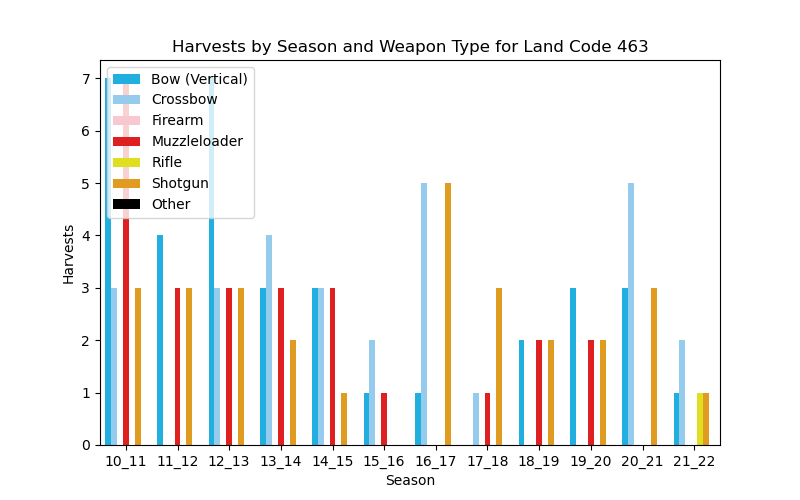 Harvests by Season and Weapon Type for Land Code 463
7
6
5
4
3
2
1
0
Harvests
Bow (Vertical)
Crossbow
Firearm
Muzzleloader
Rifle
Shotgun
Other
10_11 11_12 12_13 13_14 14_15 15_16 16_17 17_18 18_19 19_20 20_21 21_22
Season